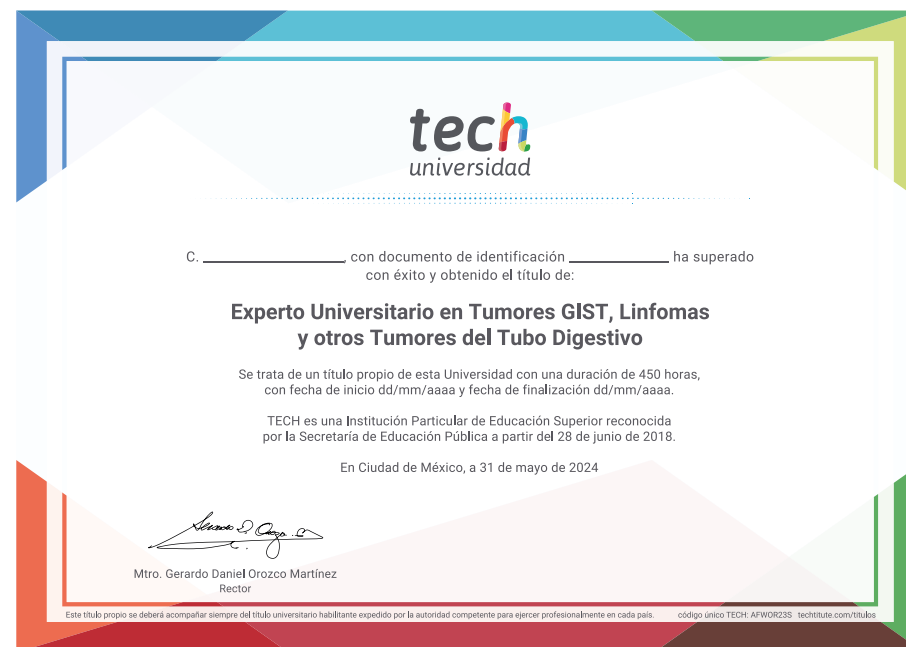 tech
universidad
C. ____________, con documento de identificación ____________ ha superado
con éxito y obtenido el título de:
Experto Universitario en Tumores GIST, Linfomas
y otros Tumores del Tubo Digestivo
Se trata de un título propio de esta Universidad con una duración de 450 horas,
con fecha de inicio dd/mm/aaaa y fecha de finalización dd/mm/aaaa.
TECH es una Institución Particular de Educación Superior reconocida
por la Secretaría de Educación Pública a partir del 28 de junio de 2018.
En Ciudad de México, a 31 de mayo de 2024
Mtro. Gerardo Daniel Orozco Martínez
Rector
Este título propio se deberá acompañar siempre del título universitario habilitante expedido por la autoridad competente para ejercer profesionalmente en cada país. código único TECH: AFWOR23S techtitute.com/titulos